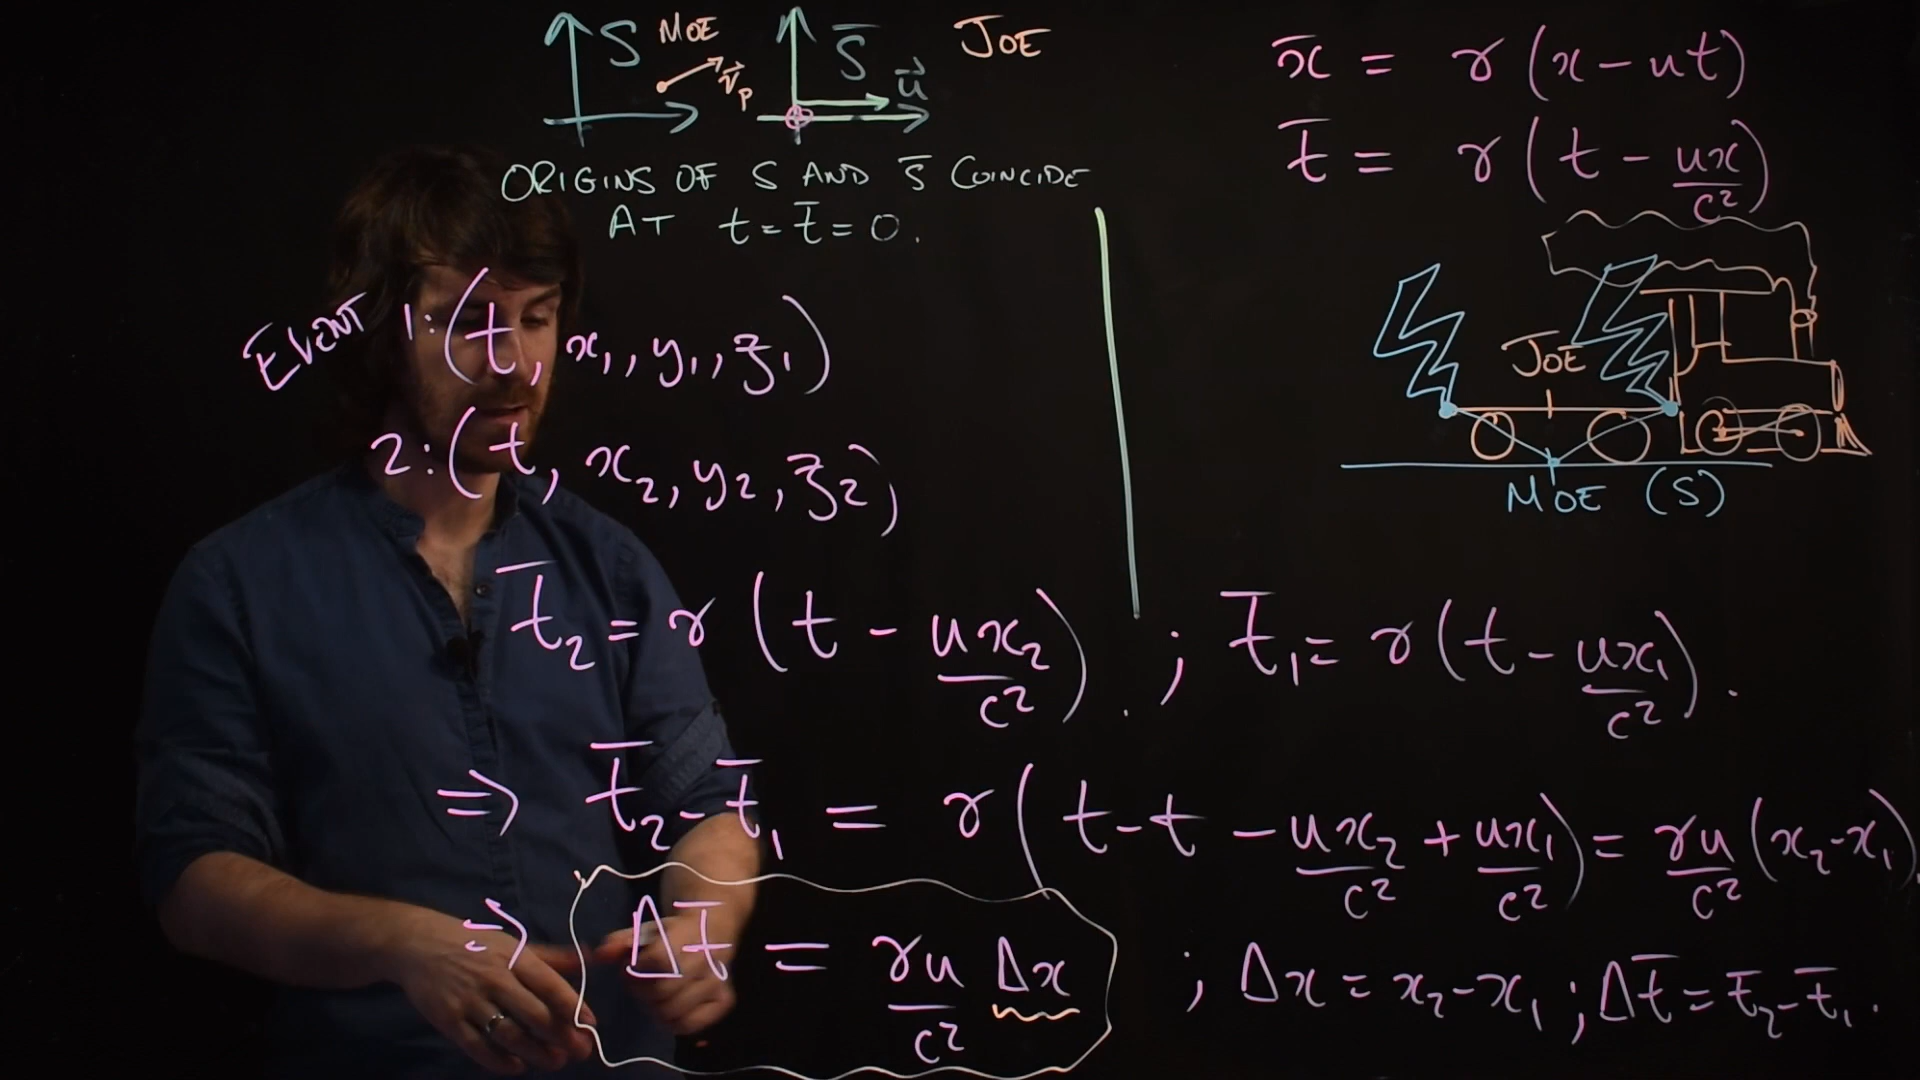 S MOE v⃗ₚ S̄ u⃗ JOE
ORIGINS OF S AND S̄ COINCIDE
AT t = t̄ = 0.
x̄ = γ(x - ut)
t̄ = γ(t - ux/c²)
JOE
MOE (S)
EVENT 1: (t, x₁, y₁, z₁)
2: (t, x₂, y₂, z₂),
t̄₂ = γ(t - ux₂/c²). ; t̄₁ = γ(t - ux₁/c²).
⇒ t̄₂ - t̄₁ = γ(t - t - ux₂/c² + ux₁/c²) = γu/c² (x₂ - x₁),
⇒ Δt̄ = γu/c² Δx ; Δx = x₂ - x₁ ; Δt̄ = t̄₂ - t̄₁.